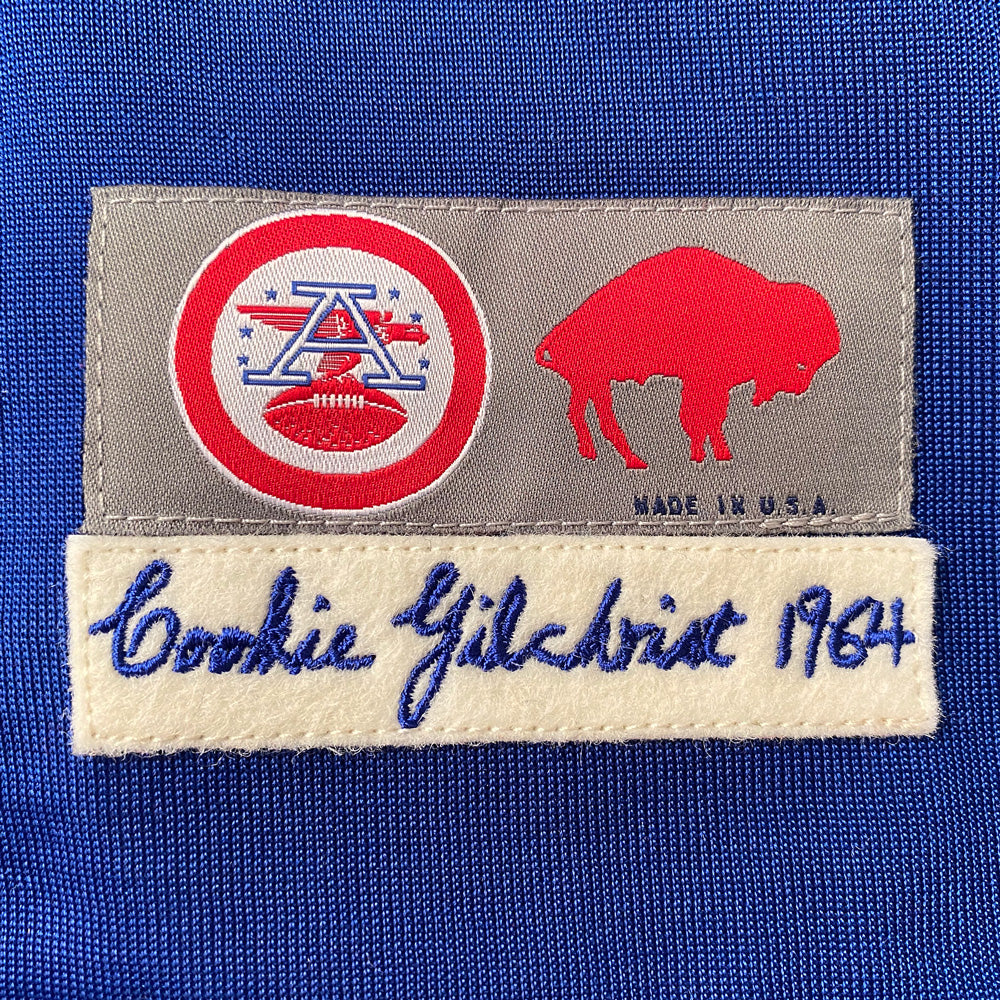 A
MADE IN U.S.A.
Cookie Gilchrist 1964